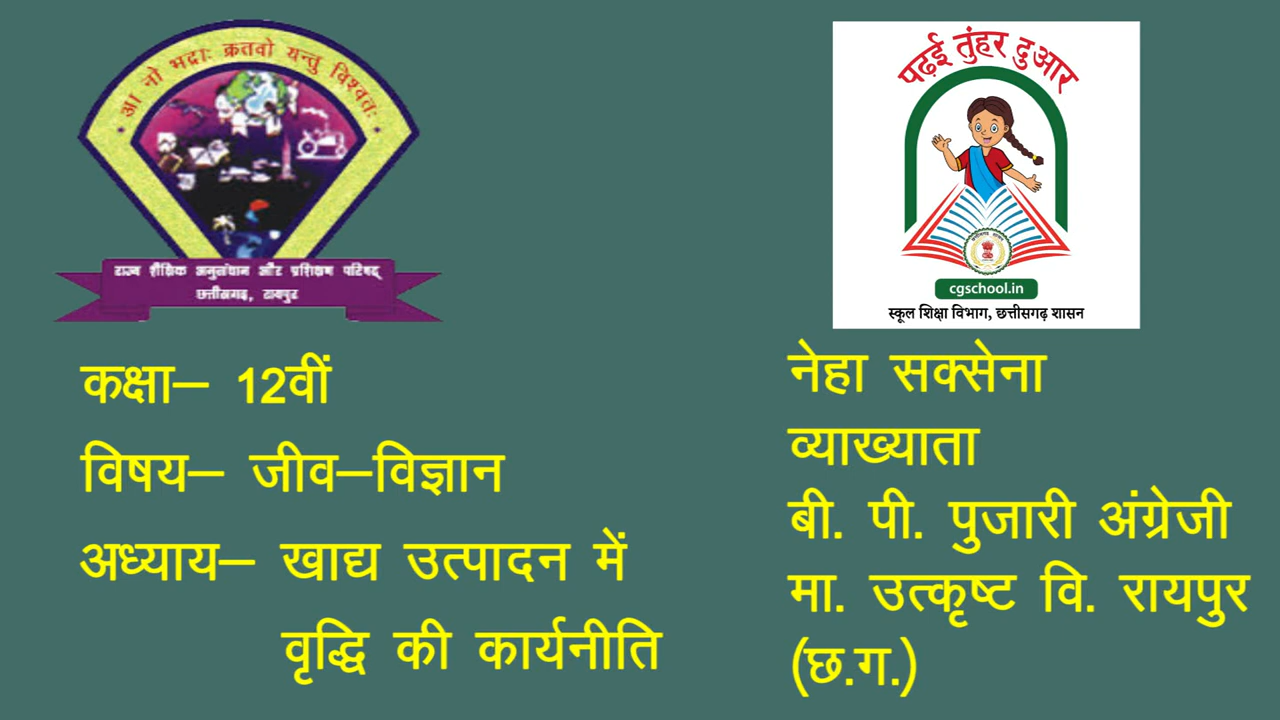 आ नो भद्राः क्रतवो यन्तु विश्वतः
राज्य शैक्षिक अनुसंधान और प्रशिक्षण परिषद्
छत्तीसगढ़, रायपुर
पढ़ई तुंहर दुआर
cgschool.in
स्कूल शिक्षा विभाग, छत्तीसगढ़ शासन
कक्षा– 12वीं
विषय– जीव–विज्ञान
अध्याय– खाद्य उत्पादन में
वृद्धि की कार्यनीति
नेहा सक्सेना
व्याख्याता
बी. पी. पुजारी अंग्रेजी
मा. उत्कृष्ट वि. रायपुर
(छ.ग.)